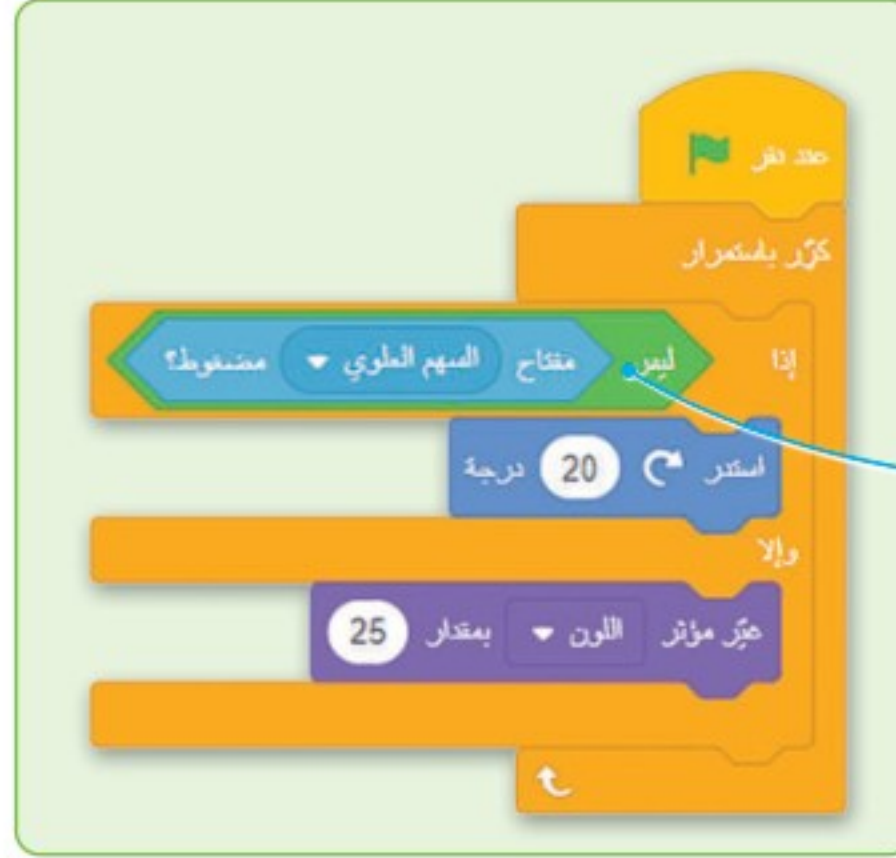 عند نقر
كرّر باستمرار
إذا ليس مفتاح السهم العلوي مضغوط؟
استدر 20 درجة
وإلا
غيّر مؤثر اللون بمقدار 25